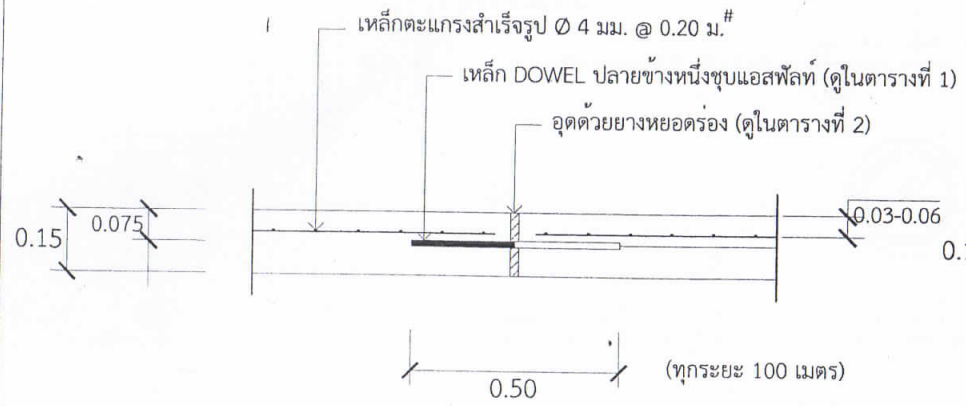 เหล็กตะแกรงสำเร็จรูป Ø 4 มม. @ 0.20 ม.#
เหล็ก DOWEL ปลายข้างหนึ่งชุบแอสฟัลท์ (ดูในตารางที่ 1)
อุดด้วยยางหยอดร่อง (ดูในตารางที่ 2)
0.15
0.075
0.03-0.06
0.50
(ทุกระยะ 100 เมตร)